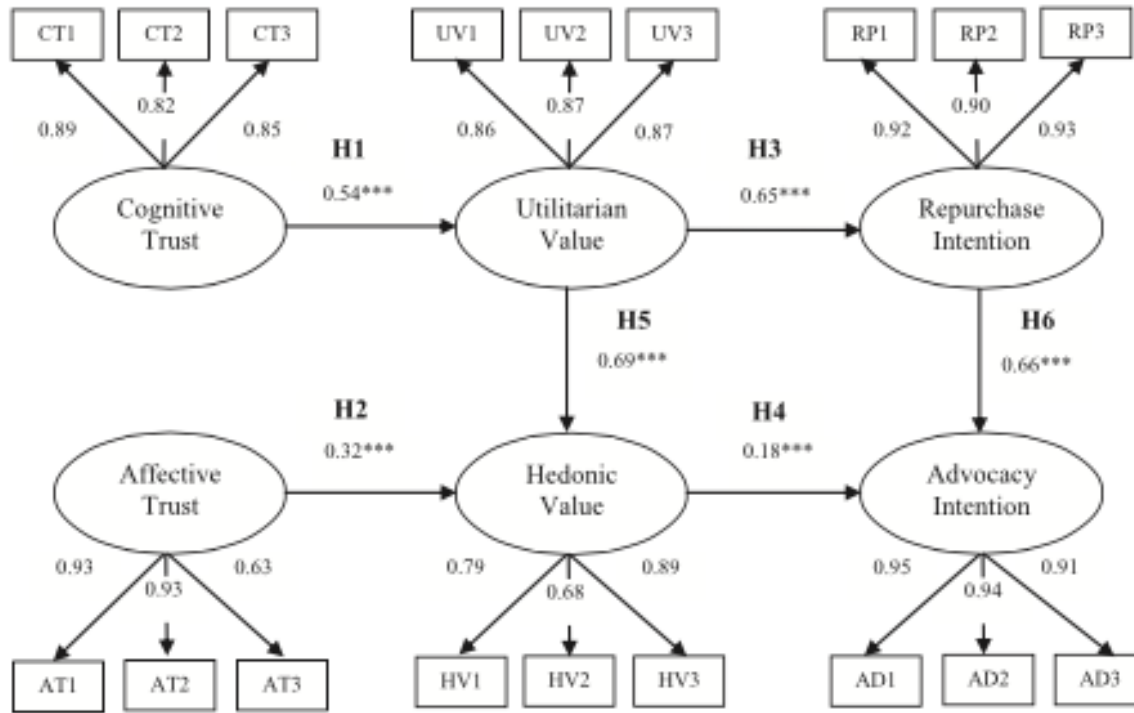 CT1 CT2 CT3 UV1 UV2 UV3 RP1 RP2 RP3
0.89 0.82 0.85 0.86 0.87 0.87 0.92 0.90 0.93
H1 H3
0.54*** 0.65***
Cognitive Utilitarian Repurchase
Trust Value Intention
H5 H6
0.69*** 0.66***
H2 H4
0.32*** 0.18***
Affective Hedonic Advocacy
Trust Value Intention
0.93 0.93 0.63 0.79 0.68 0.89 0.95 0.94 0.91
AT1 AT2 AT3 HV1 HV2 HV3 AD1 AD2 AD3